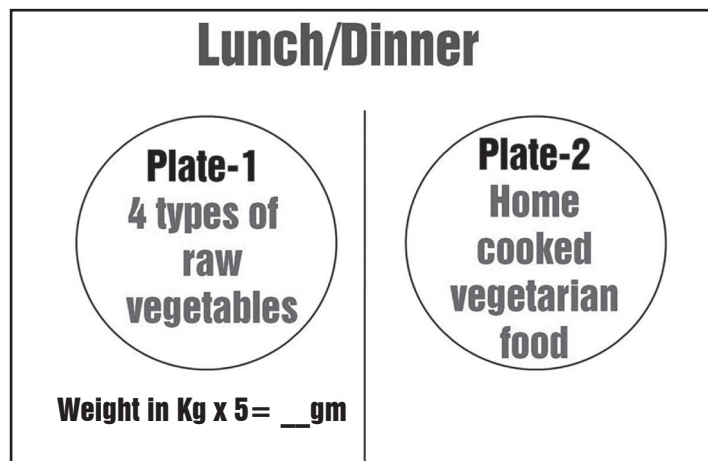 Lunch/Dinner
Plate-1
4 types of
raw
vegetables
Weight in Kg x 5= __gm
Plate-2
Home
cooked
vegetarian
food